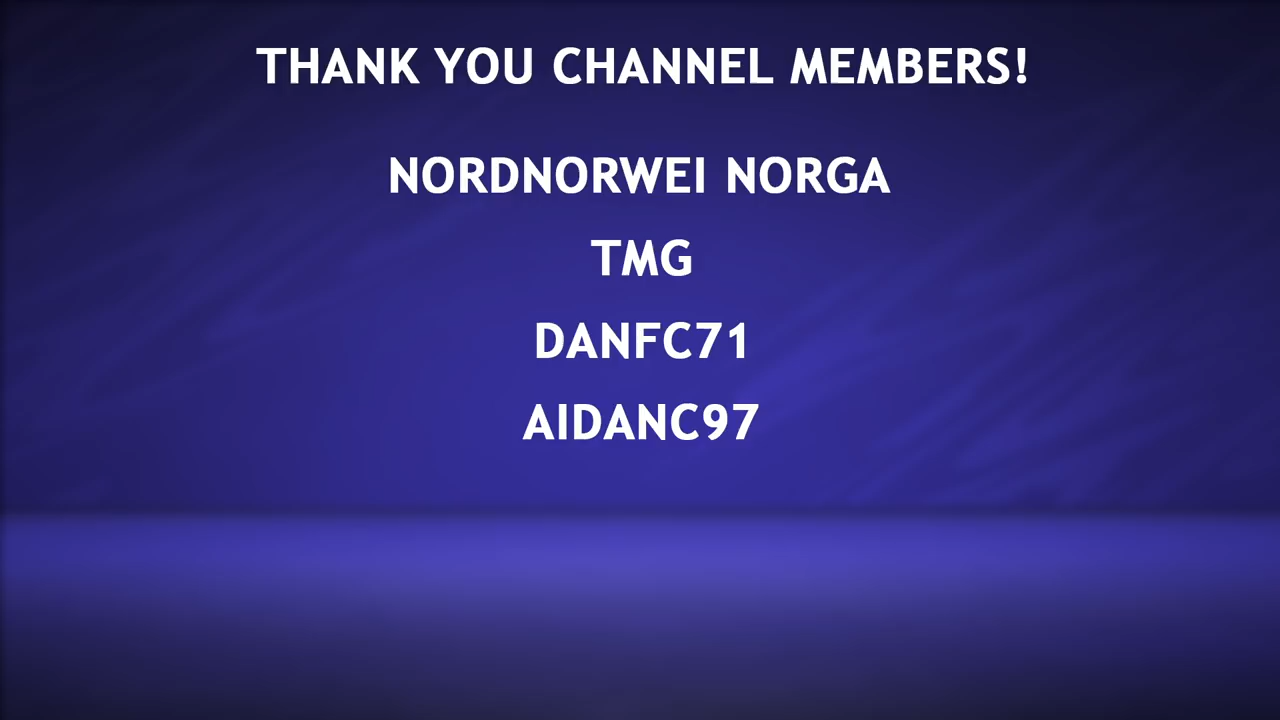 THANK YOU CHANNEL MEMBERS!
NORDNORWEI NORGA
TMG
DANFC71
AIDANC97